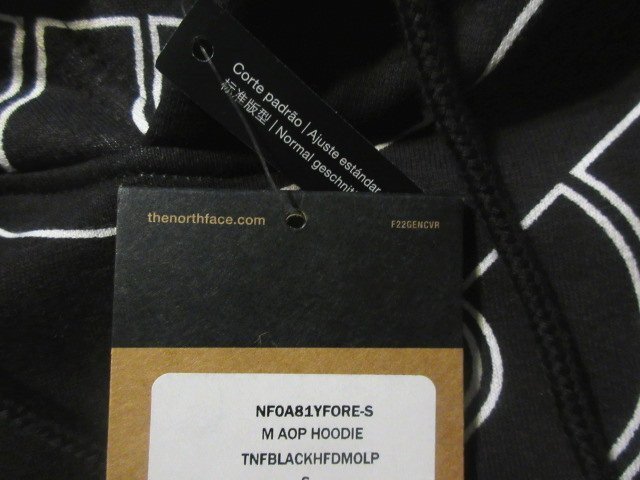 Corte padrão | Ajuste estándar
标准版型 | Normal geschnitt
thenorthface.com
F22GENCVR
NF0A81YFORE-S
M AOP HOODIE
TNFBLACKHFDMOLP